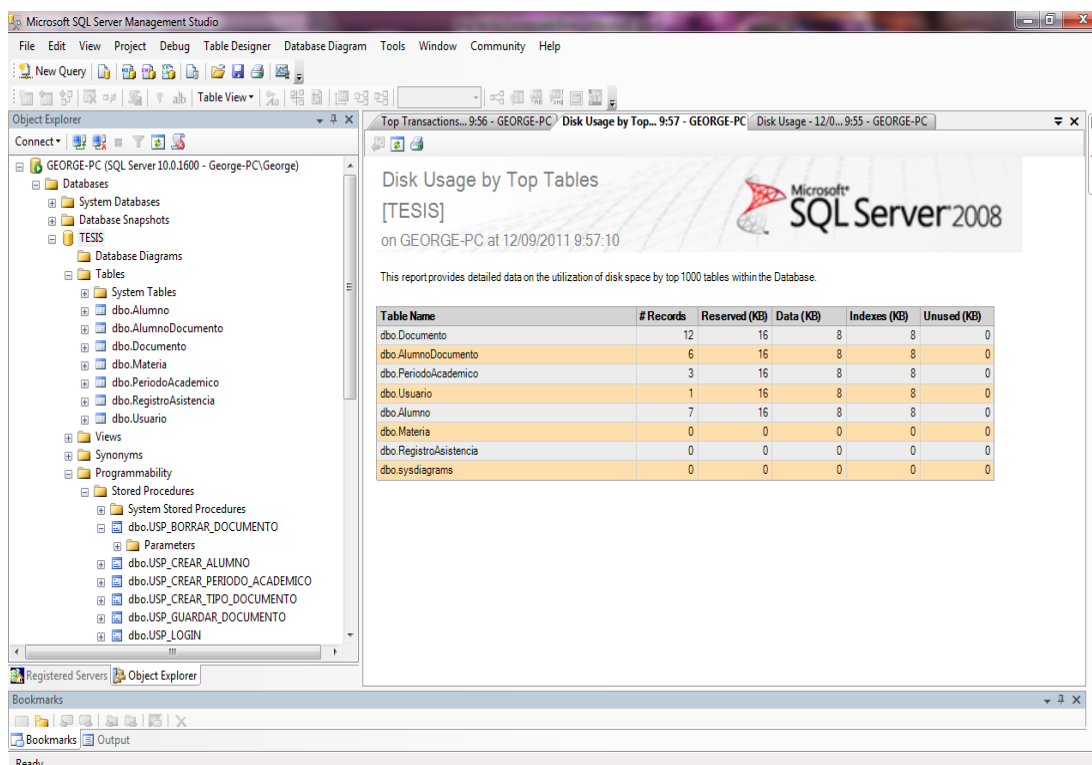 Microsoft SQL Server Management Studio
File Edit View Project Debug Table Designer Database Diagram Tools Window Community Help
New Query
Table View
Object Explorer
Connect
GEORGE-PC (SQL Server 10.0.1600 - George-PC\George)
Databases
System Databases
Database Snapshots
TESIS
Database Diagrams
Tables
System Tables
dbo.Alumno
dbo.AlumnoDocumento
dbo.Documento
dbo.Materia
dbo.PeriodoAcademico
dbo.RegistroAsistencia
dbo.Usuario
Views
Synonyms
Programmability
Stored Procedures
System Stored Procedures
dbo.USP_BORRAR_DOCUMENTO
Parameters
dbo.USP_CREAR_ALUMNO
dbo.USP_CREAR_PERIODO_ACADEMICO
dbo.USP_CREAR_TIPO_DOCUMENTO
dbo.USP_GUARDAR_DOCUMENTO
dbo.USP_LOGIN
Registered Servers Object Explorer
Top Transactions... 9:56 - GEORGE-PC Disk Usage by Top... 9:57 - GEORGE-PC Disk Usage - 12/0... 9:55 - GEORGE-PC
Disk Usage by Top Tables
[TESIS]
on GEORGE-PC at 12/09/2011 9:57:10
Microsoft®
SQL Server 2008
This report provides detailed data on the utilization of disk space by top 1000 tables within the Database.
Table Name # Records Reserved (KB) Data (KB) Indexes (KB) Unused (KB)
dbo.Documento 12 16 8 8 0
dbo.AlumnoDocumento 6 16 8 8 0
dbo.PeriodoAcademico 3 16 8 8 0
dbo.Usuario 1 16 8 8 0
dbo.Alumno 7 16 8 8 0
dbo.Materia 0 0 0 0 0
dbo.RegistroAsistencia 0 0 0 0 0
dbo.sysdiagrams 0 0 0 0 0
Bookmarks
Bookmarks Output
Ready